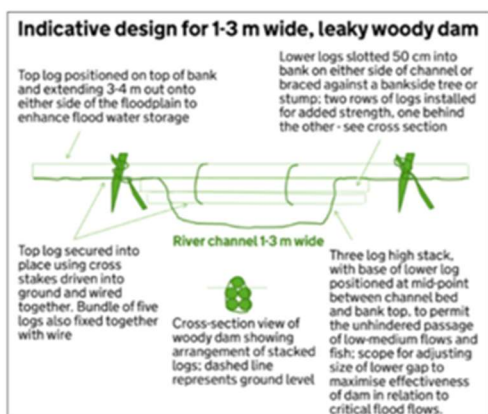 Indicative design for 1-3 m wide, leaky woody dam
Top log positioned on top of bank
and extending 3-4 m out onto
either side of the floodplain to
enhance flood water storage
Lower logs slotted 50 cm into
bank on either side of channel or
braced against a bankside tree or
stump; two rows of logs installed
for added strength, one behind
the other - see cross section
River channel 1-3 m wide
Top log secured into
place using cross
stakes driven into
ground and wired
together. Bundle of five
logs also fixed together
with wire
Cross-section view of
woody dam showing
arrangement of stacked
logs; dashed line
represents ground level
Three log high stack,
with base of lower log
positioned at mid-point
between channel bed
and bank top, to permit
the unhindered passage
of low-medium flows and
fish; scope for adjusting
size of lower gap to
maximise effectiveness
of dam in relation to
critical flood flows.